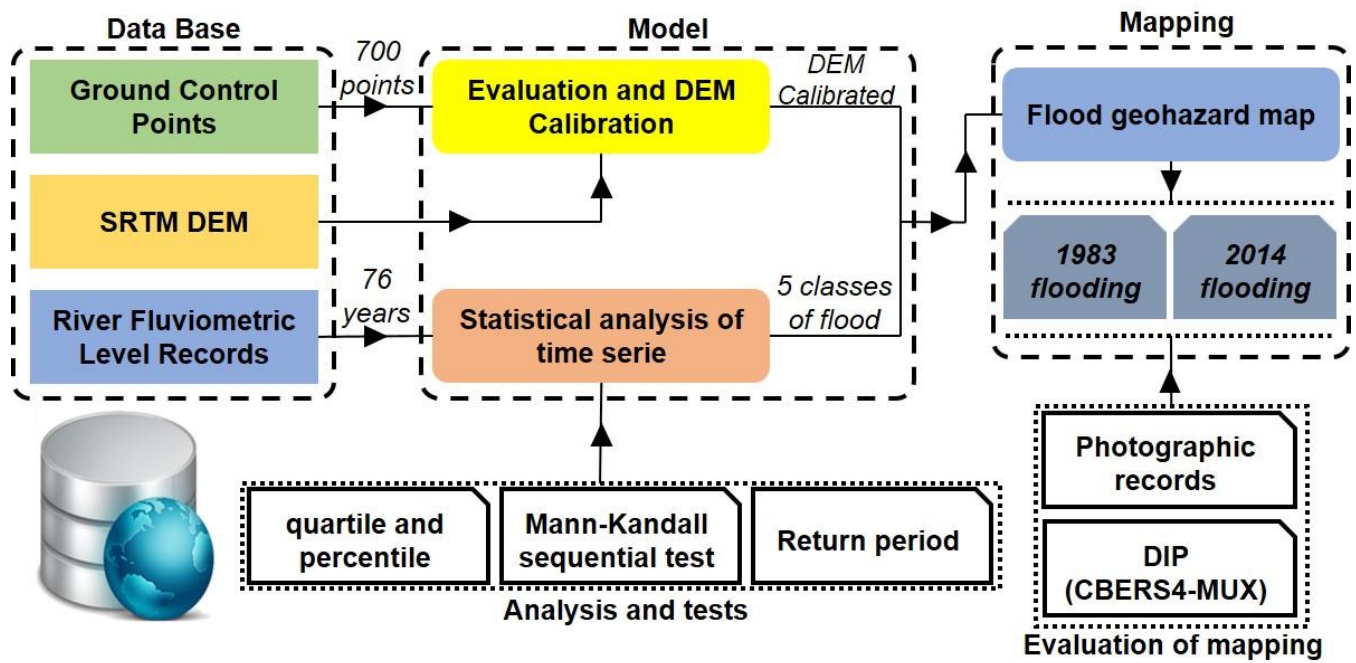 Data Base
Ground Control
Points
SRTM DEM
River Fluviometric
Level Records
700
points
76
years
Model
Evaluation and DEM
Calibration
Statistical analysis of
time serie
DEM
Calibrated
5 classes
of flood
Mapping
Flood geohazard map
1983
flooding
2014
flooding
quartile and
percentile
Mann-Kandall
sequential test
Return period
Analysis and tests
Photographic
records
DIP
(CBERS4-MUX)
Evaluation of mapping